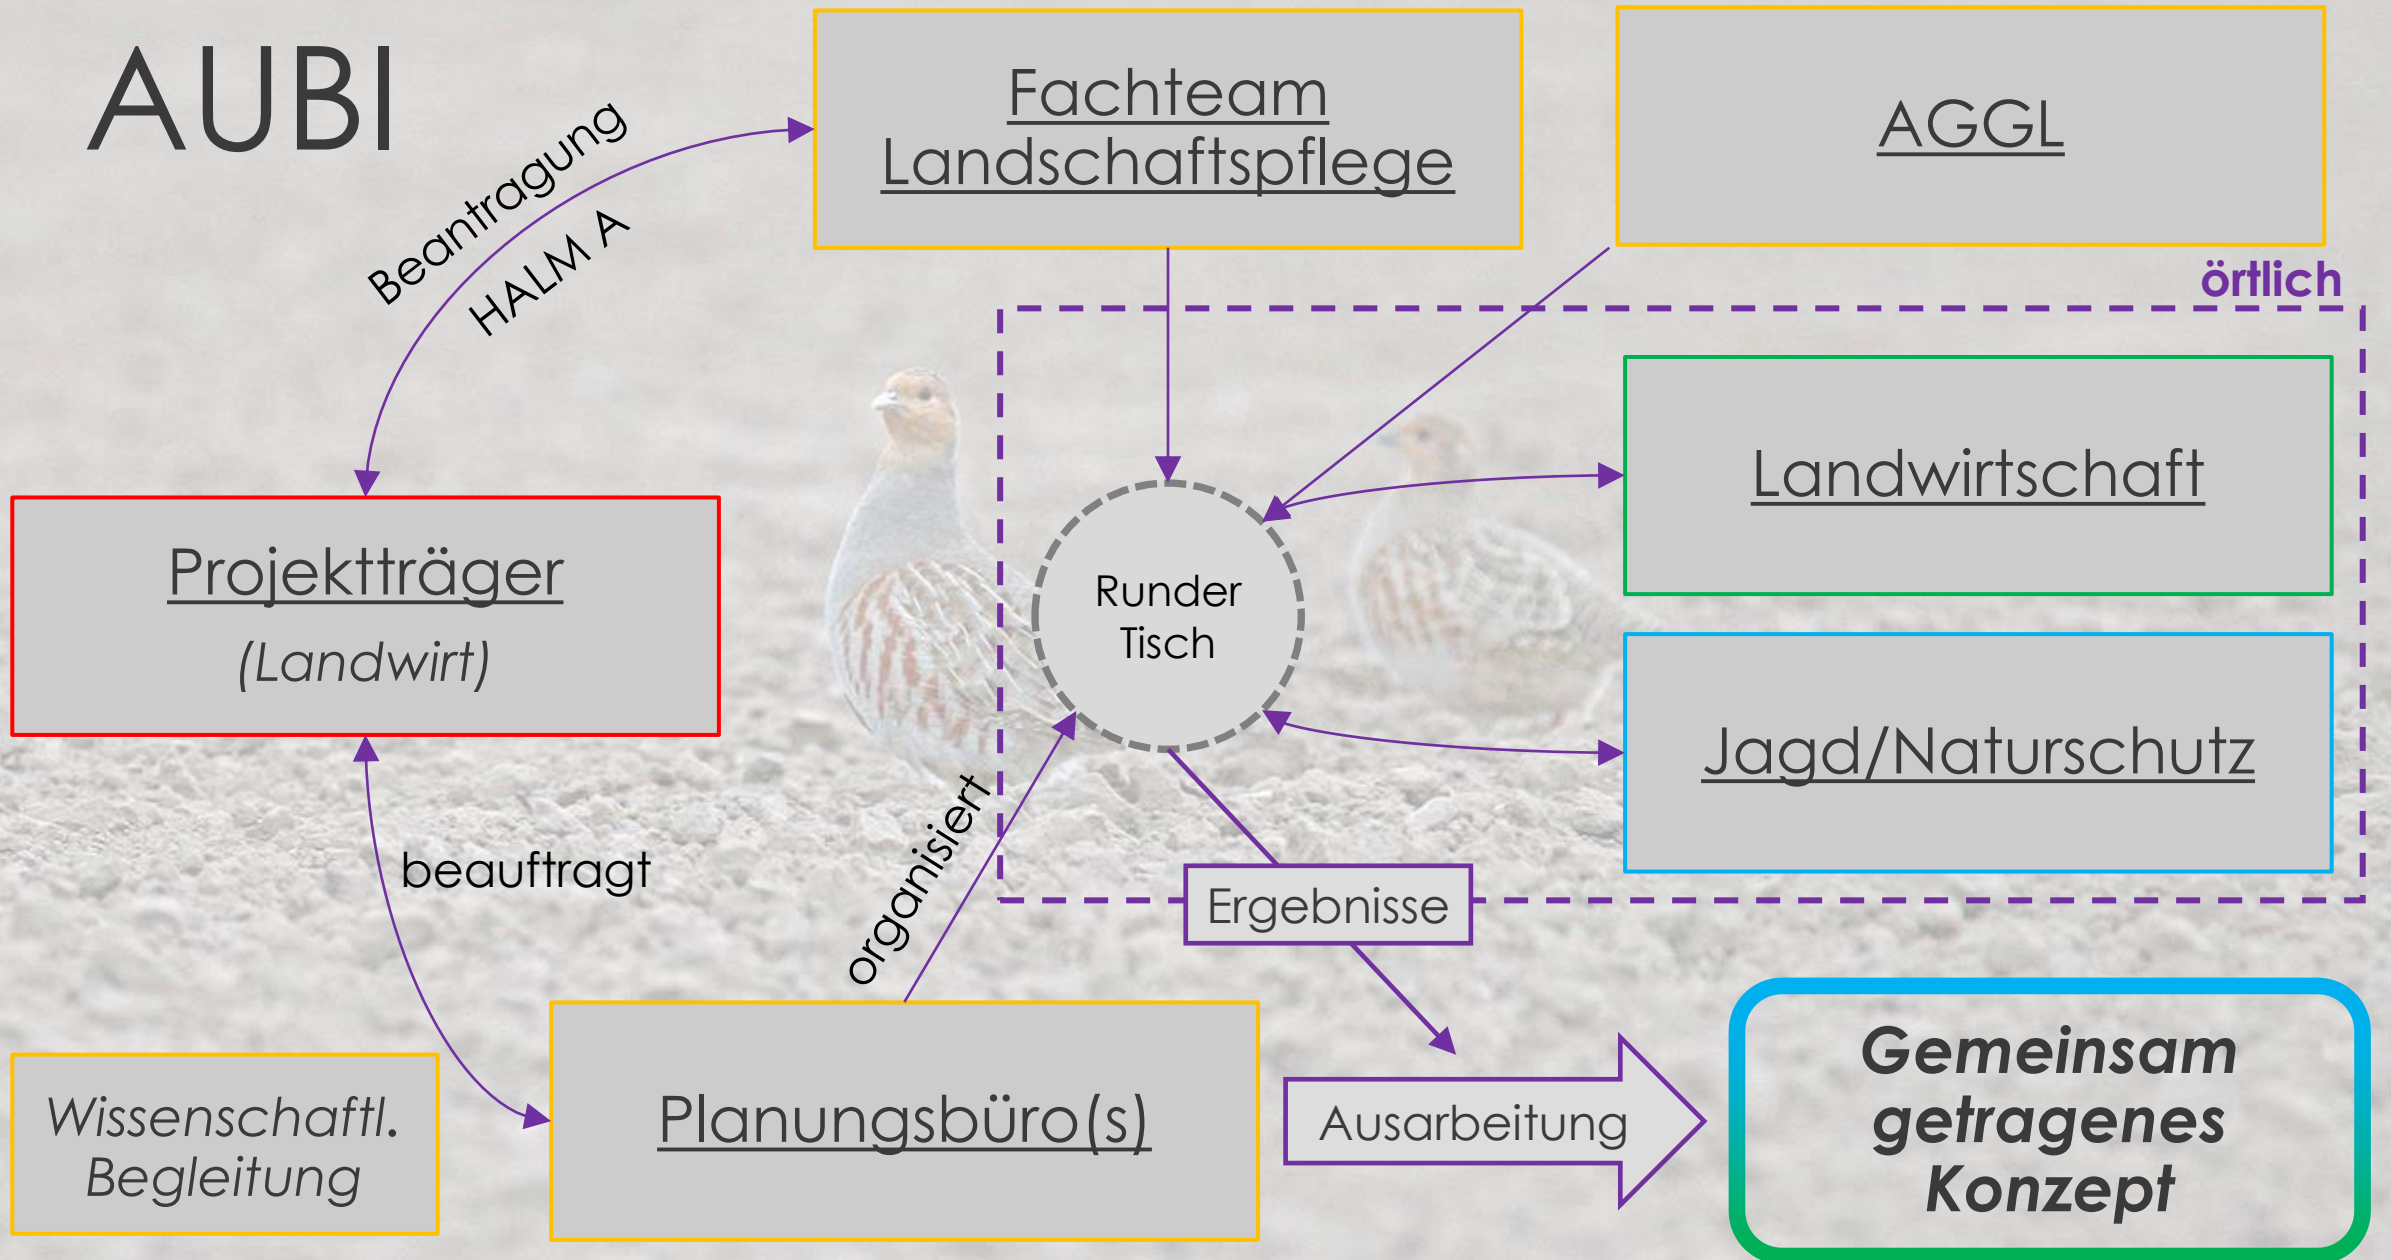 AUBI
Fachteam
Landschaftspflege
AGGL
Beantragung
HALM A
örtlich
Landwirtschaft
Projektträger
(Landwirt)
Runder
Tisch
Jagd/Naturschutz
beauftragt
organisiert
Ergebnisse
Wissenschaftl.
Begleitung
Planungsbüro(s)
Ausarbeitung
Gemeinsam
getragenes
Konzept